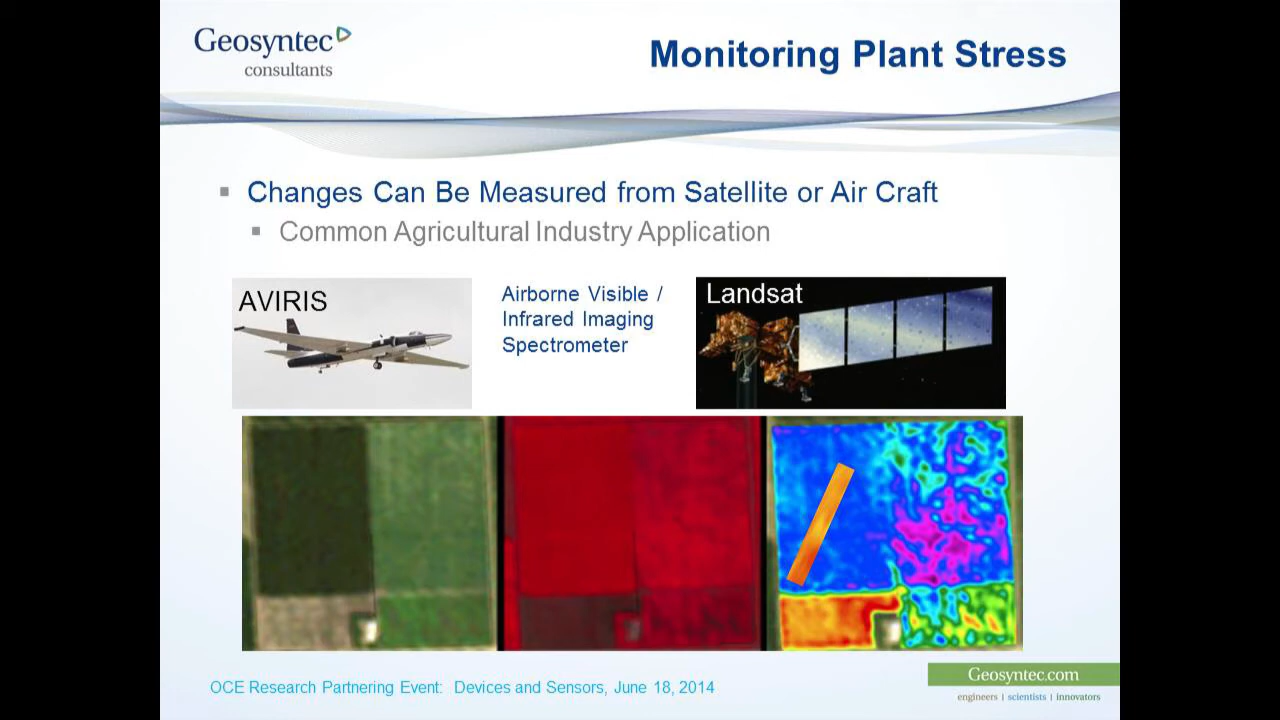 Geosyntec
consultants
Monitoring Plant Stress
Changes Can Be Measured from Satellite or Air Craft
Common Agricultural Industry Application
AVIRIS
Airborne Visible /
Infrared Imaging
Spectrometer
Landsat
OCE Research Partnering Event: Devices and Sensors, June 18, 2014
Geosyntec.com
engineers | scientists | innovators